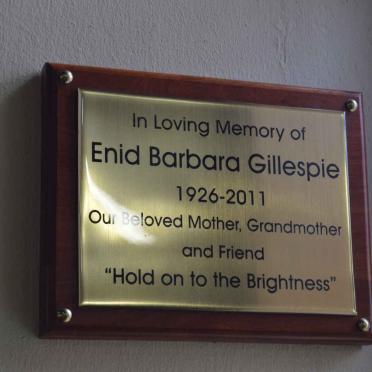 In Loving Memory of
Enid Barbara Gillespie
1926-2011
Our Beloved Mother, Grandmother
and Friend
“Hold on to the Brightness”